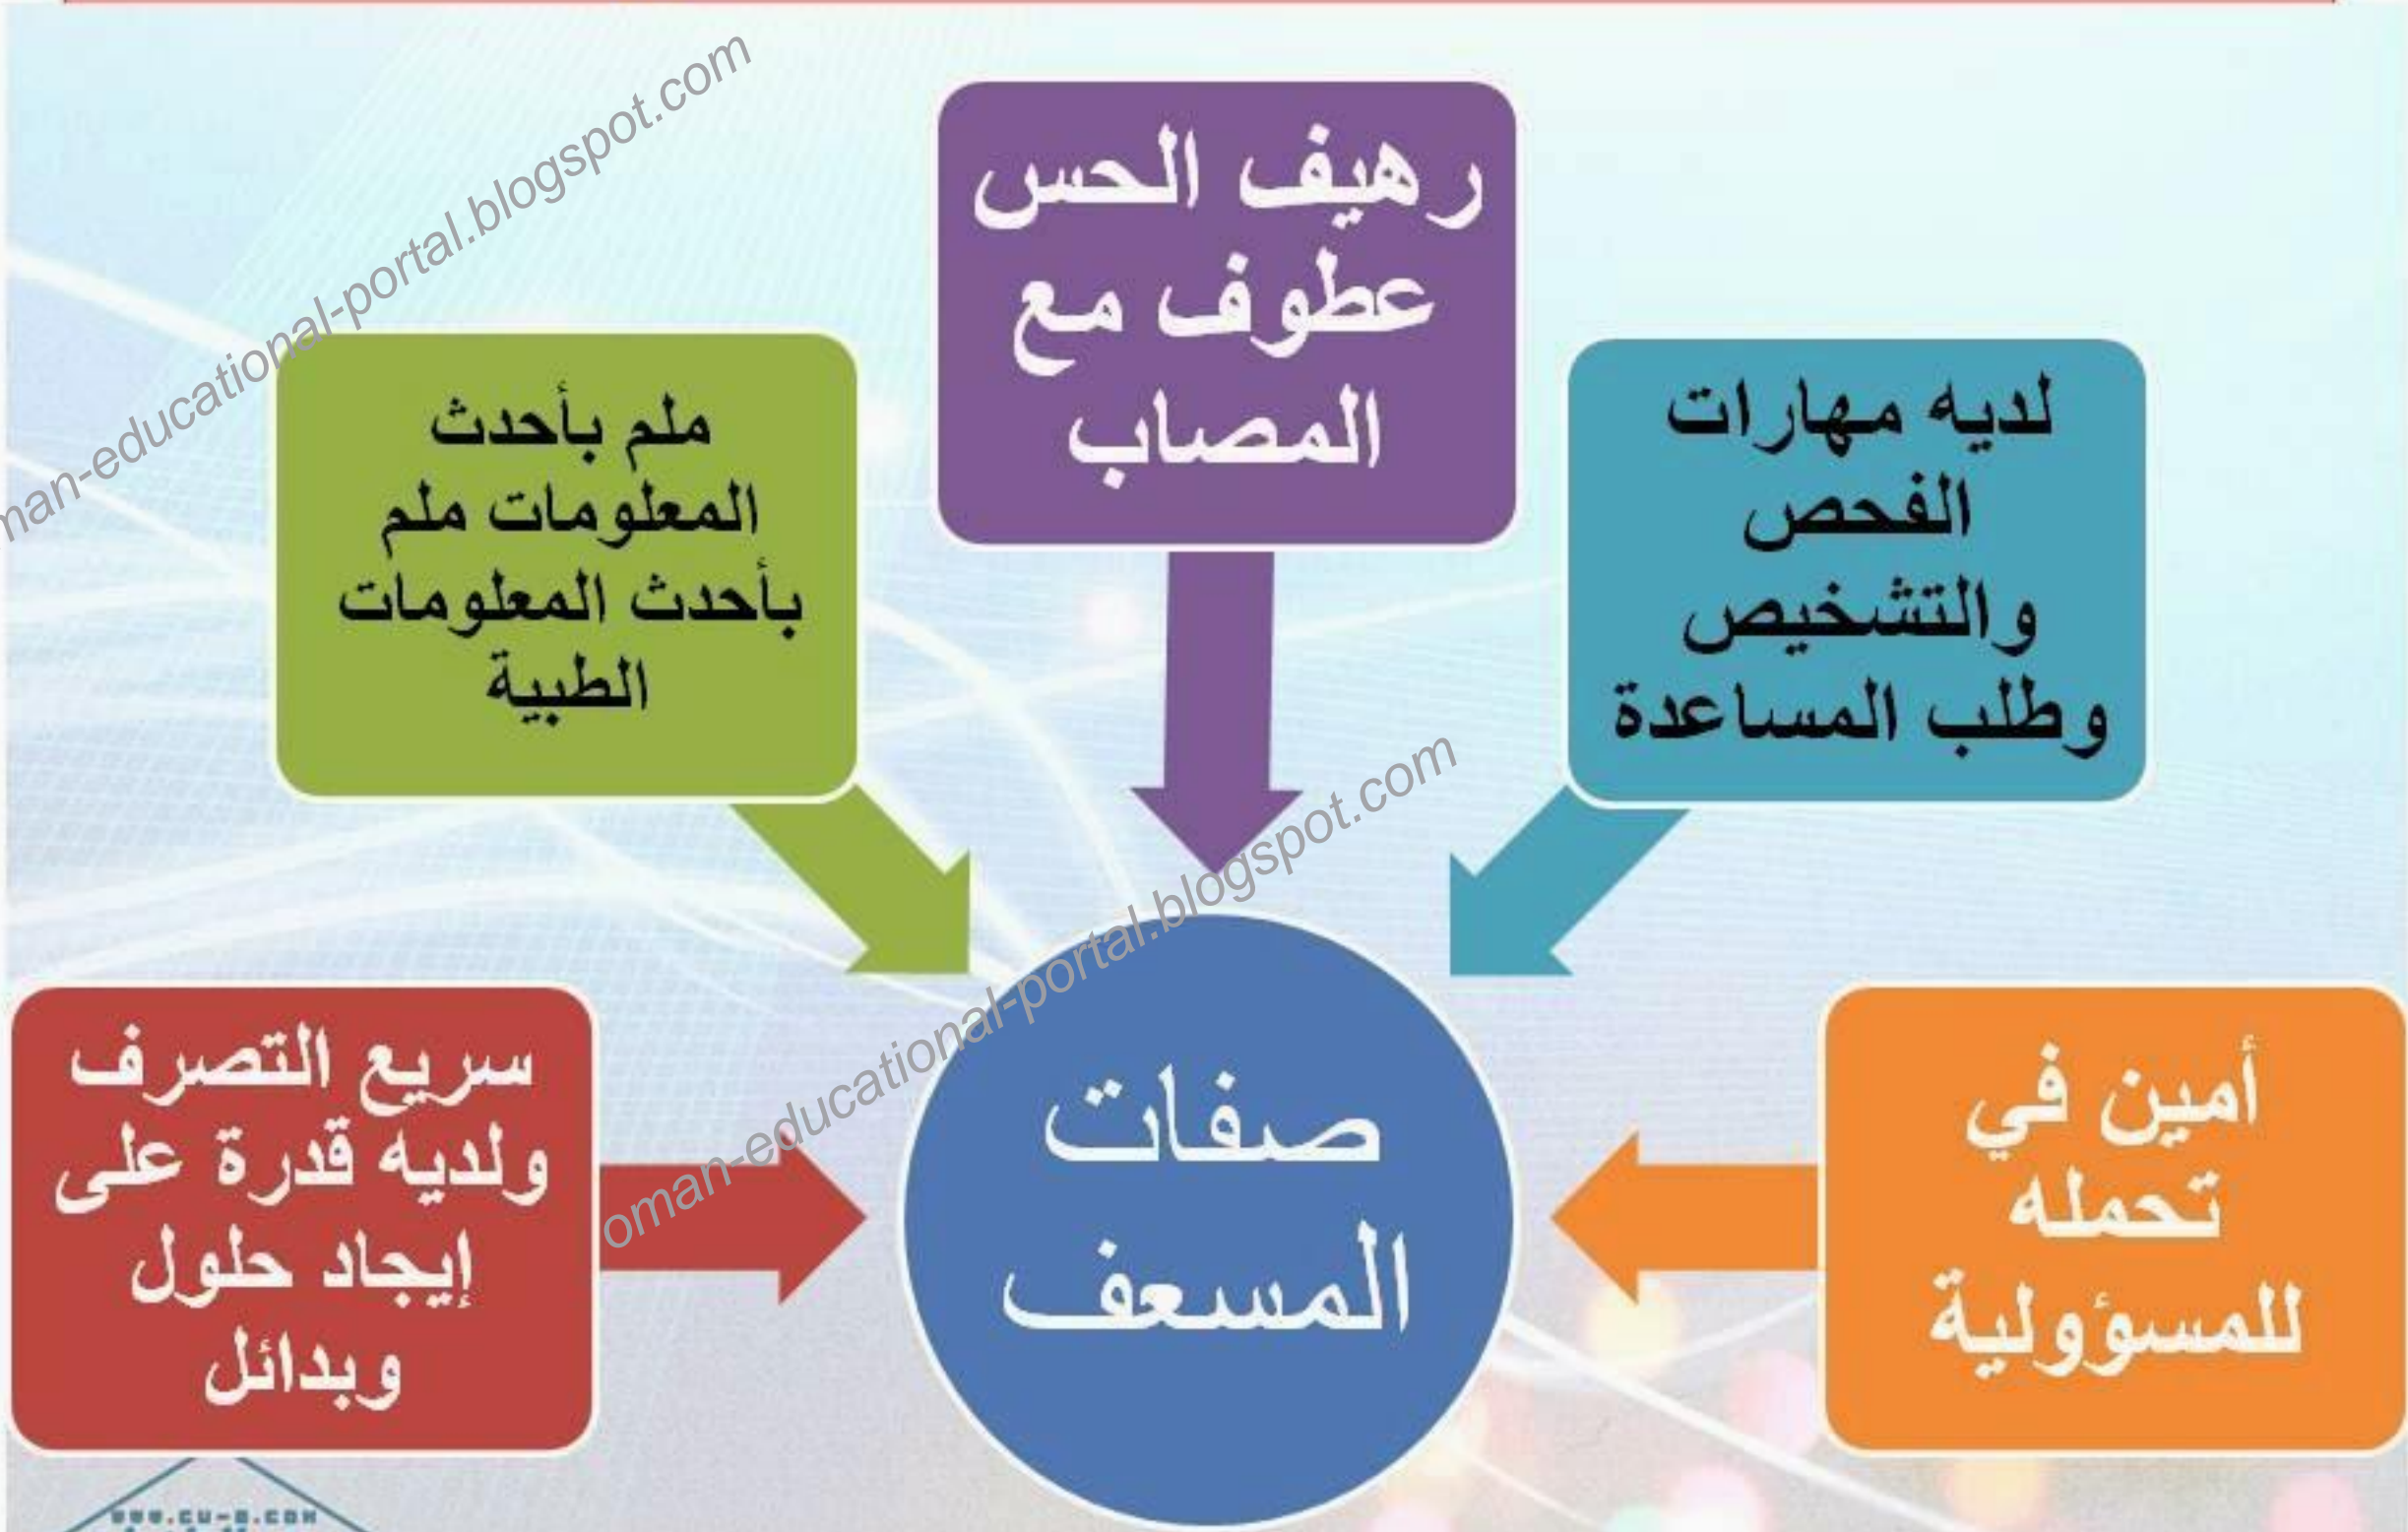 رهيف الحس
عطوف مع
المصاب
لديه مهارات
الفحص
والتشخيص
وطلب المساعدة
ملم بأحدث
المعلومات ملم
بأحدث المعلومات
الطبية
أمين في
تحمله
للمسؤولية
صفات
المسعف
سريع التصرف
ولديه قدرة على
إيجاد حلول
وبدائل
man-educational-portal.blogspot.com
oman-educational-portal.blogspot.com